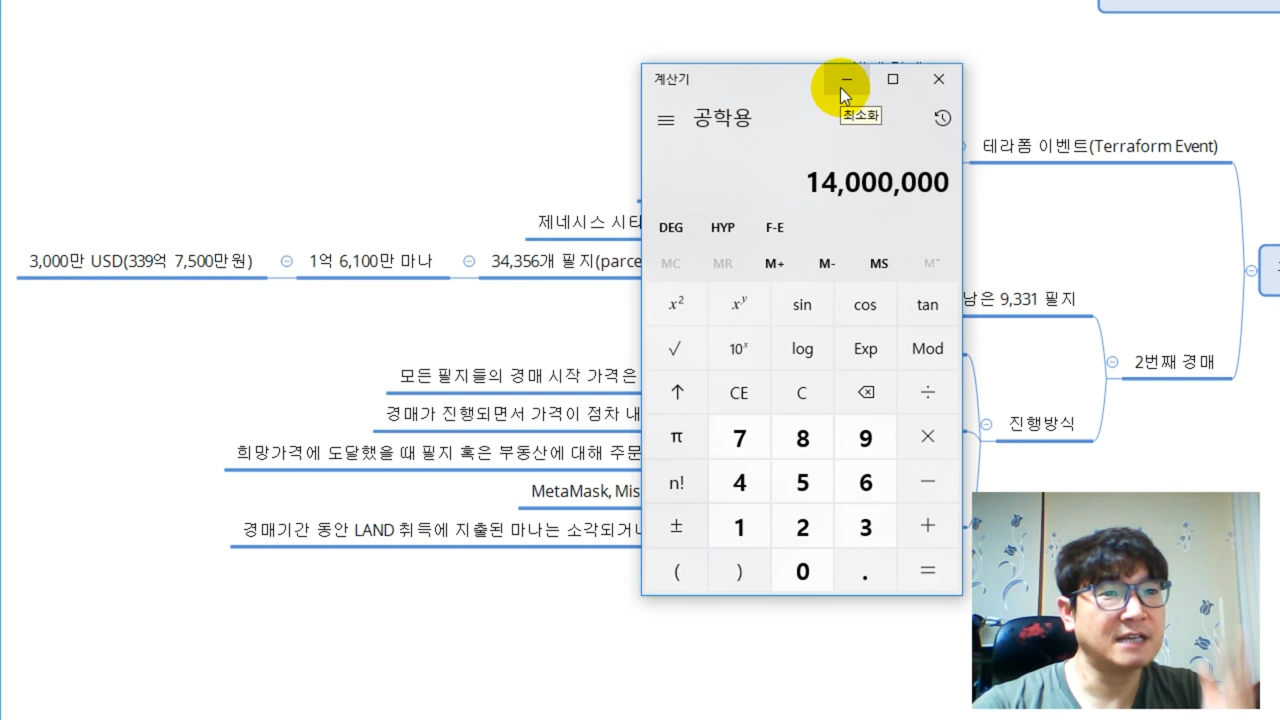 계산기
최소화
공학용
14,000,000
DEG HYP F-E
MC MR M+ M- MS M˅
x² xʸ sin cos tan
√ 10ˣ log Exp Mod
↑ CE C ÷
π 7 8 9 ×
n! 4 5 6 −
± 1 2 3 +
( ) 0 . =
테라폼 이벤트(Terraform Event)
제네시스 시티
3,000만 USD(339억 7,500만원)
1억 6,100만 마나
34,356개 필지(parce
남은 9,331 필지
2번째 경매
진행방식
모든 필지들의 경매 시작 가격은
경매가 진행되면서 가격이 점차 내
희망가격에 도달했을 때 필지 혹은 부동산에 대해 주문
MetaMask, Mis
경매기간 동안 LAND 취득에 지출된 마나는 소각되거나